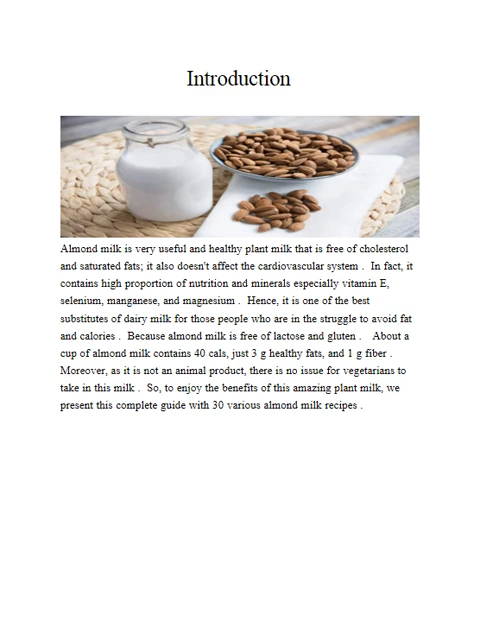 Introduction
Almond milk is very useful and healthy plant milk that is free of cholesterol
and saturated fats; it also doesn't affect the cardiovascular system .  In fact, it
contains high proportion of nutrition and minerals especially vitamin E,
selenium, manganese, and magnesium .  Hence, it is one of the best
substitutes of dairy milk for those people who are in the struggle to avoid fat
and calories .  Because almond milk is free of lactose and gluten .    About a
cup of almond milk contains 40 cals, just 3 g healthy fats, and 1 g fiber .
Moreover, as it is not an animal product, there is no issue for vegetarians to
take in this milk .  So, to enjoy the benefits of this amazing plant milk, we
present this complete guide with 30 various almond milk recipes .